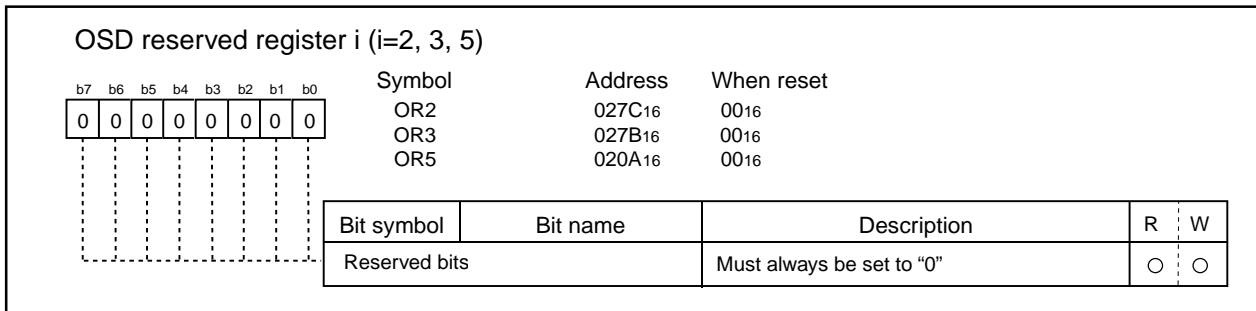 OSD reserved register i (i=2, 3, 5)
Symbol Address When reset
b7 b6 b5 b4 b3 b2 b1 b0
0 0 0 0 0 0 0 0
OR2 027C16 0016
OR3 027B16 0016
OR5 020A16 0016
Bit symbol Bit name Description R W
Reserved bits Must always be set to “0”